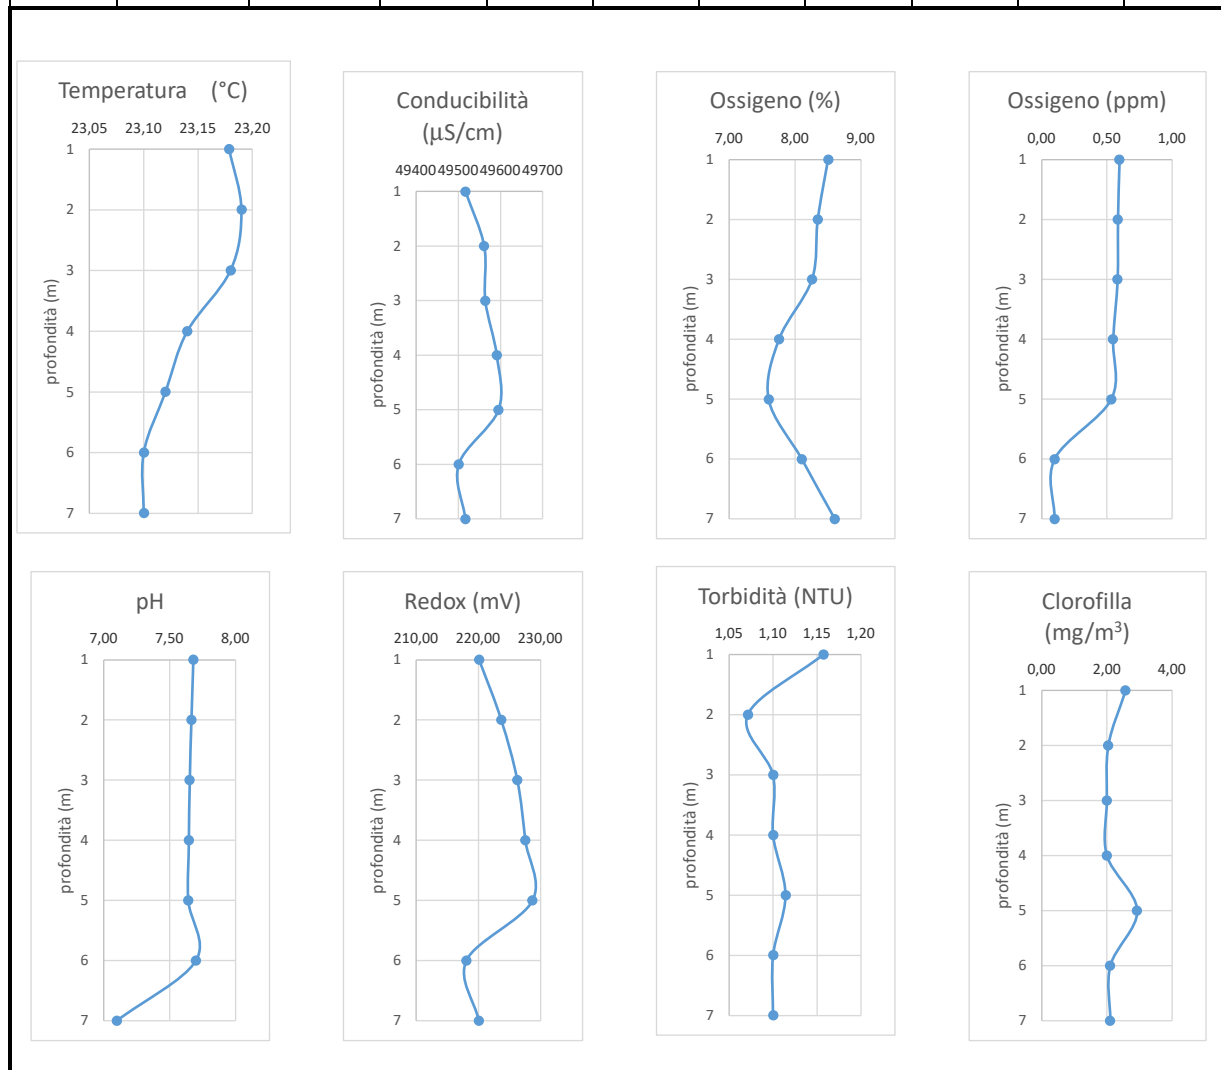 Temperatura (°C)
23,05 23,10 23,15 23,20
1
2
3
4
5
6
7
profondità (m)
Conducibilità
(µS/cm)
49400 49500 49600 49700
1
2
3
4
5
6
7
profondità (m)
Ossigeno (%)
7,00 8,00 9,00
1
2
3
4
5
6
7
profondità (m)
Ossigeno (ppm)
0,00 0,50 1,00
1
2
3
4
5
6
7
profondità (m)
pH
7,00 7,50 8,00
1
2
3
4
5
6
7
profondità (m)
Redox (mV)
210,00 220,00 230,00
1
2
3
4
5
6
7
profondità (m)
Torbidità (NTU)
1,05 1,10 1,15 1,20
1
2
3
4
5
6
7
profondità (m)
Clorofilla
(mg/m³)
0,00 2,00 4,00
1
2
3
4
5
6
7
profondità (m)